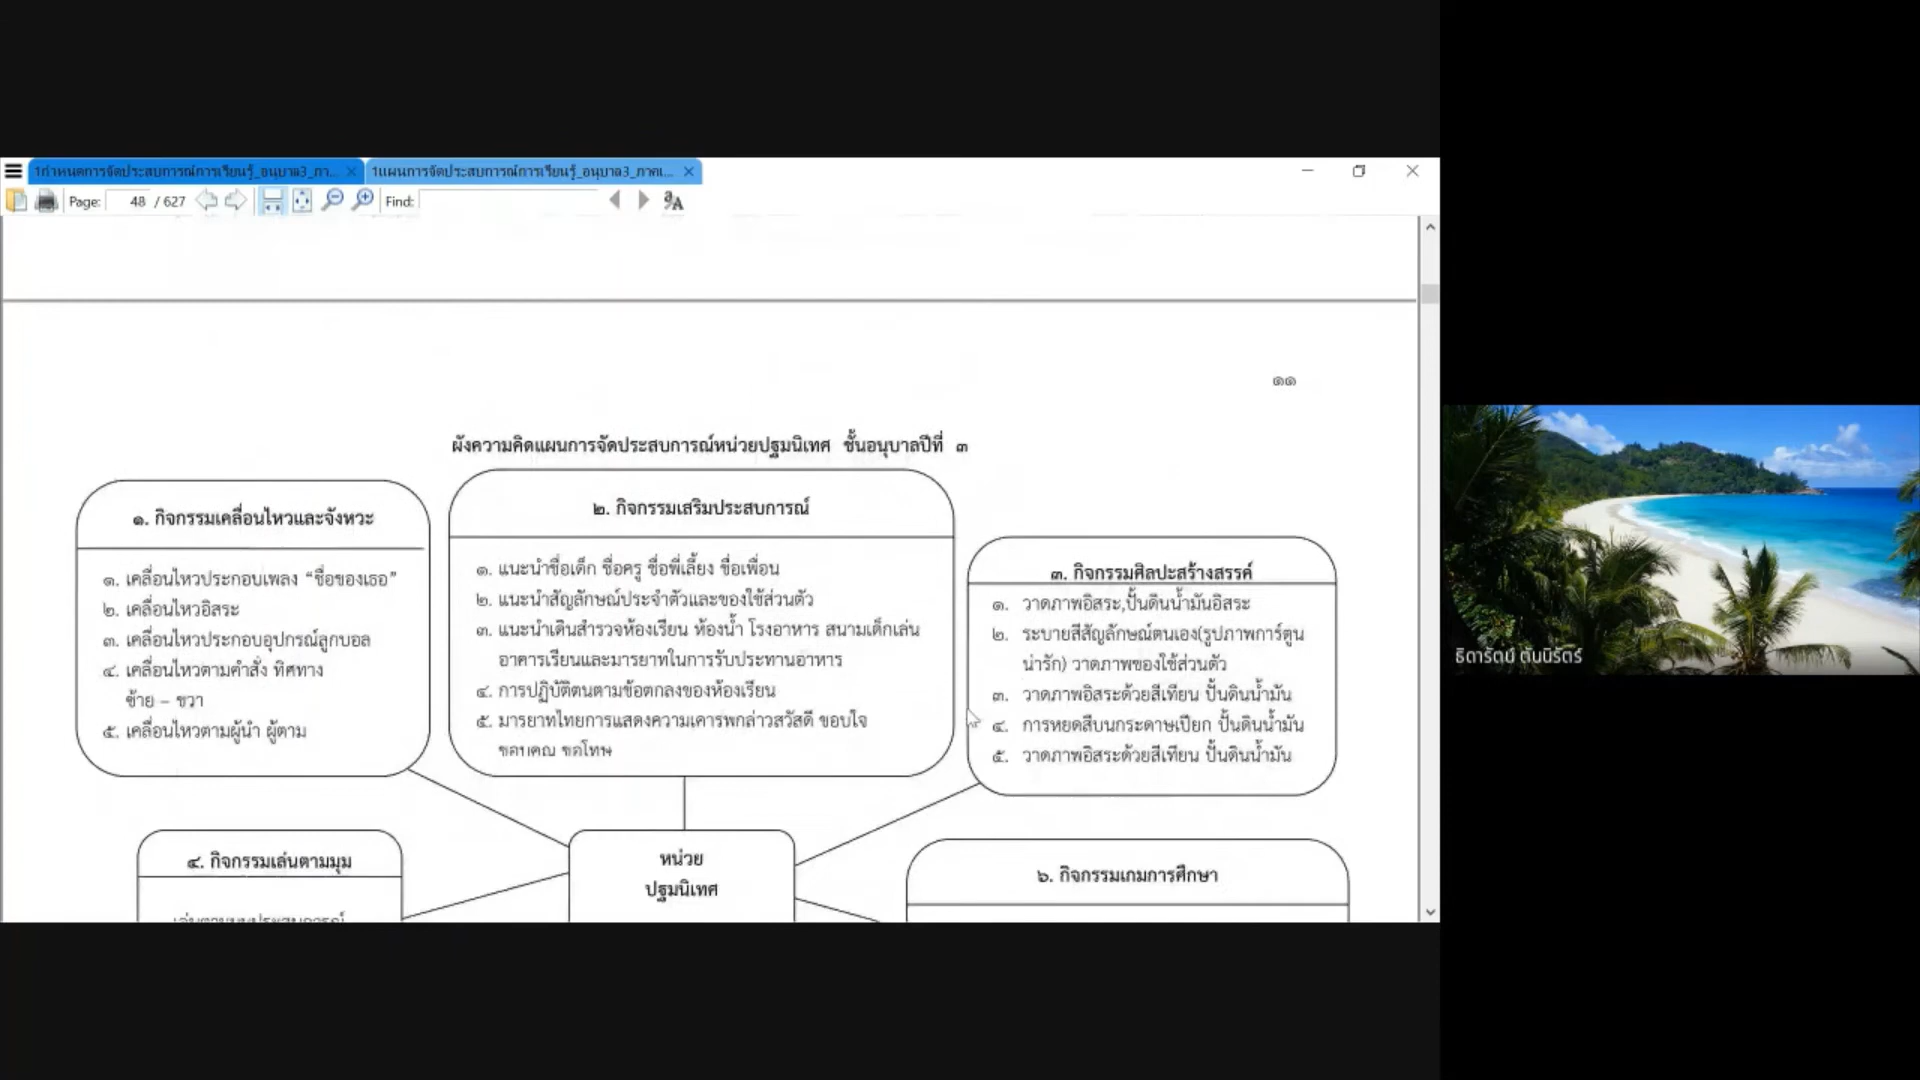 1กำหนดการจัดประสบการณ์การเรียนรู้_อนุบาล3_ภา... 1แผนการจัดประสบการณ์การเรียนรู้_อนุบาล3_ภาคเ...
Page: 48 / 627 Find:
๑๑
ผังความคิดแผนการจัดประสบการณ์หน่วยปฐมนิเทศ ชั้นอนุบาลปีที่ ๓
๑. กิจกรรมเคลื่อนไหวและจังหวะ
๑. เคลื่อนไหวประกอบเพลง “ชื่อของเธอ”
๒. เคลื่อนไหวอิสระ
๓. เคลื่อนไหวประกอบอุปกรณ์ลูกบอล
๔. เคลื่อนไหวตามคำสั่ง ทิศทาง
ซ้าย – ขวา
๕. เคลื่อนไหวตามผู้นำ ผู้ตาม
๒. กิจกรรมเสริมประสบการณ์
๑. แนะนำชื่อเด็ก ชื่อครู ชื่อพี่เลี้ยง ชื่อเพื่อน
๒. แนะนำสัญลักษณ์ประจำตัวและของใช้ส่วนตัว
๓. แนะนำเดินสำรวจห้องเรียน ห้องน้ำ โรงอาหาร สนามเด็กเล่น
อาคารเรียนและมารยาทในการรับประทานอาหาร
๔. การปฏิบัติตนตามข้อตกลงของห้องเรียน
๕. มารยาทไทยการแสดงความเคารพกล่าวสวัสดี ขอบใจ
ขอบคุณ ขอโทษ
๓. กิจกรรมศิลปะสร้างสรรค์
๑. วาดภาพอิสระ,ปั้นดินน้ำมันอิสระ
๒. ระบายสีสัญลักษณ์ตนเอง(รูปภาพการ์ตูน
น่ารัก) วาดภาพของใช้ส่วนตัว
๓. วาดภาพอิสระด้วยสีเทียน ปั้นดินน้ำมัน
๔. การหยดสีบนกระดาษเปียก ปั้นดินน้ำมัน
๕. วาดภาพอิสระด้วยสีเทียน ปั้นดินน้ำมัน
๔. กิจกรรมเล่นตามมุม
เล่นตามมุมประสบการณ์
หน่วย
ปฐมนิเทศ
๖. กิจกรรมเกมการศึกษา
ธิดารัตน์ ตันนิรัตร์